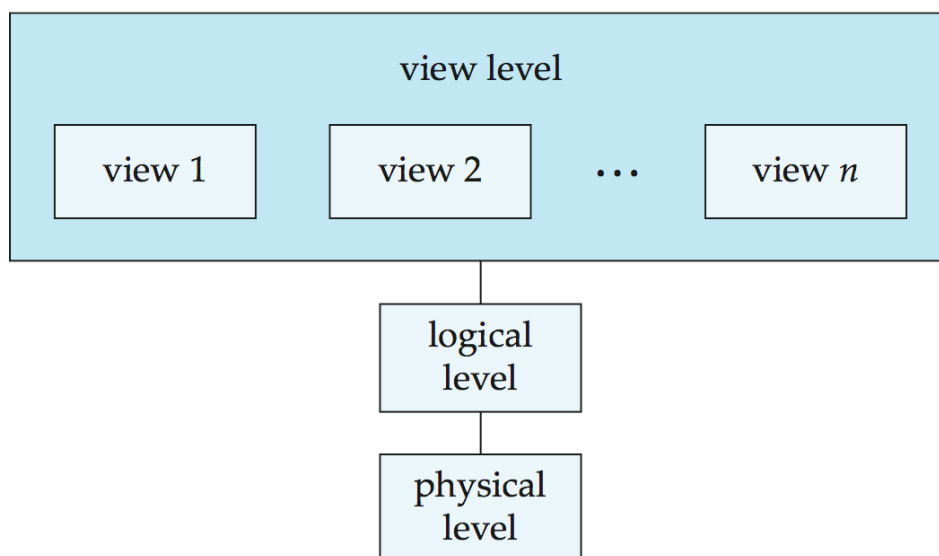 view level
view 1
view 2
...
view n
logical
level
physical
level